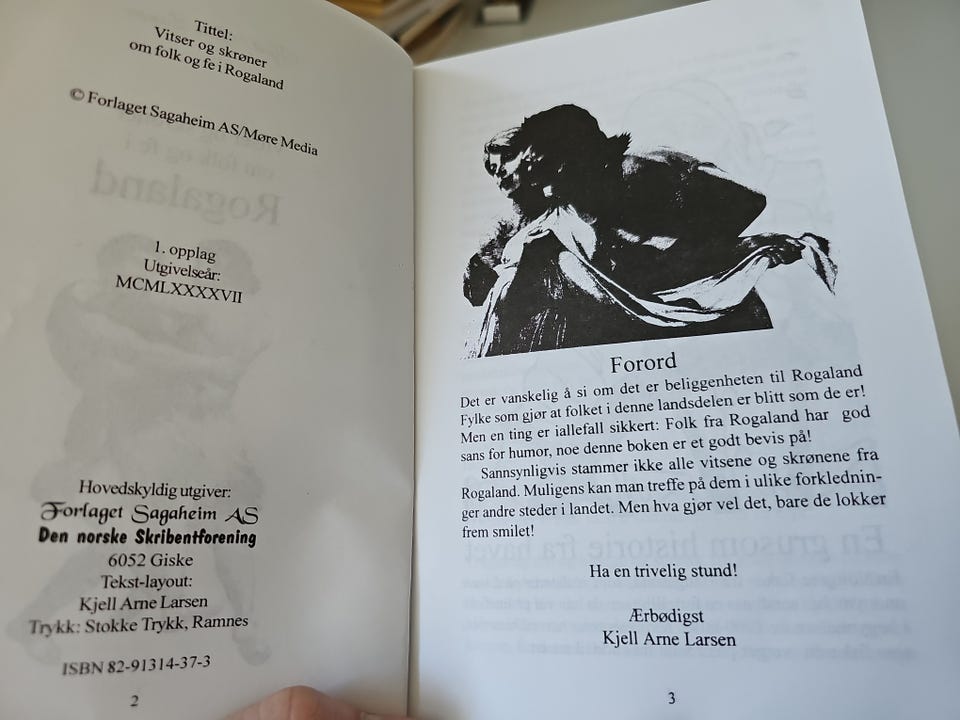 Tittel:
Vitser og skrøner
om folk og fe i Rogaland
© Forlaget Sagaheim AS/Møre Media
1. opplag
Utgivelseår:
MCMLXXXXVII
Hovedskyldig utgiver:
Forlaget Sagaheim AS
Den norske Skribentforening
6052 Giske
Tekst-layout:
Kjell Arne Larsen
Trykk: Stokke Trykk, Ramnes
ISBN 82-91314-37-3
2
Forord
Det er vanskelig å si om det er beliggenheten til Rogaland
Fylke som gjør at folket i denne landsdelen er blitt som de er!
Men en ting er iallefall sikkert: Folk fra Rogaland har god
sans for humor, noe denne boken er et godt bevis på!
Sannsynligvis stammer ikke alle vitsene og skrønene fra
Rogaland. Muligens kan man treffe på dem i ulike forklednin-
ger andre steder i landet. Men hva gjør vel det, bare de lokker
frem smilet!
Ha en trivelig stund!
Ærbødigst
Kjell Arne Larsen
3